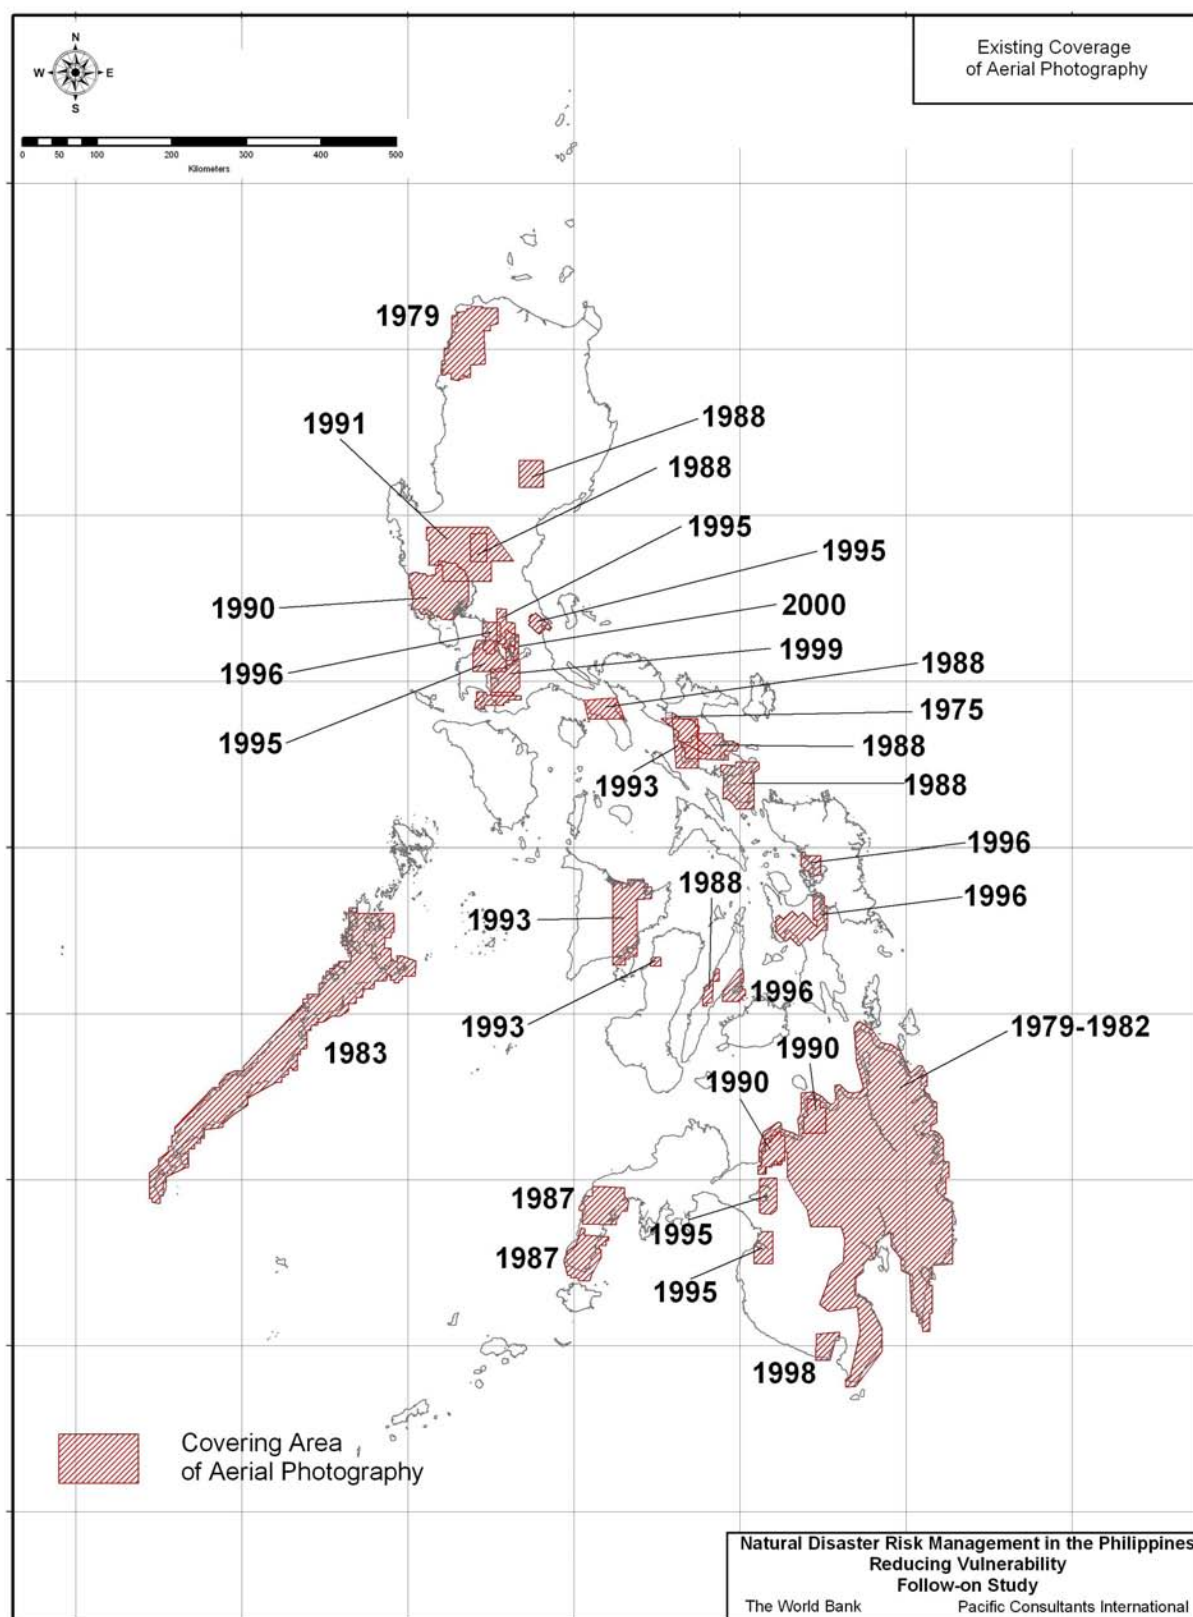 Existing Coverage
of Aerial Photography
N
W E
S
0 50 100 200 300 400 500
Kilometers
1979
1991
1988
1988
1995
1995
1990
2000
1999
1996
1988
1975
1995
1988
1993
1988
1996
1988
1996
1993
1996
1993
1983
1979-1982
1990
1990
1987
1995
1987
1995
1998
Covering Area
of Aerial Photography
Natural Disaster Risk Management in the Philippines
Reducing Vulnerability
Follow-on Study
The World Bank Pacific Consultants International